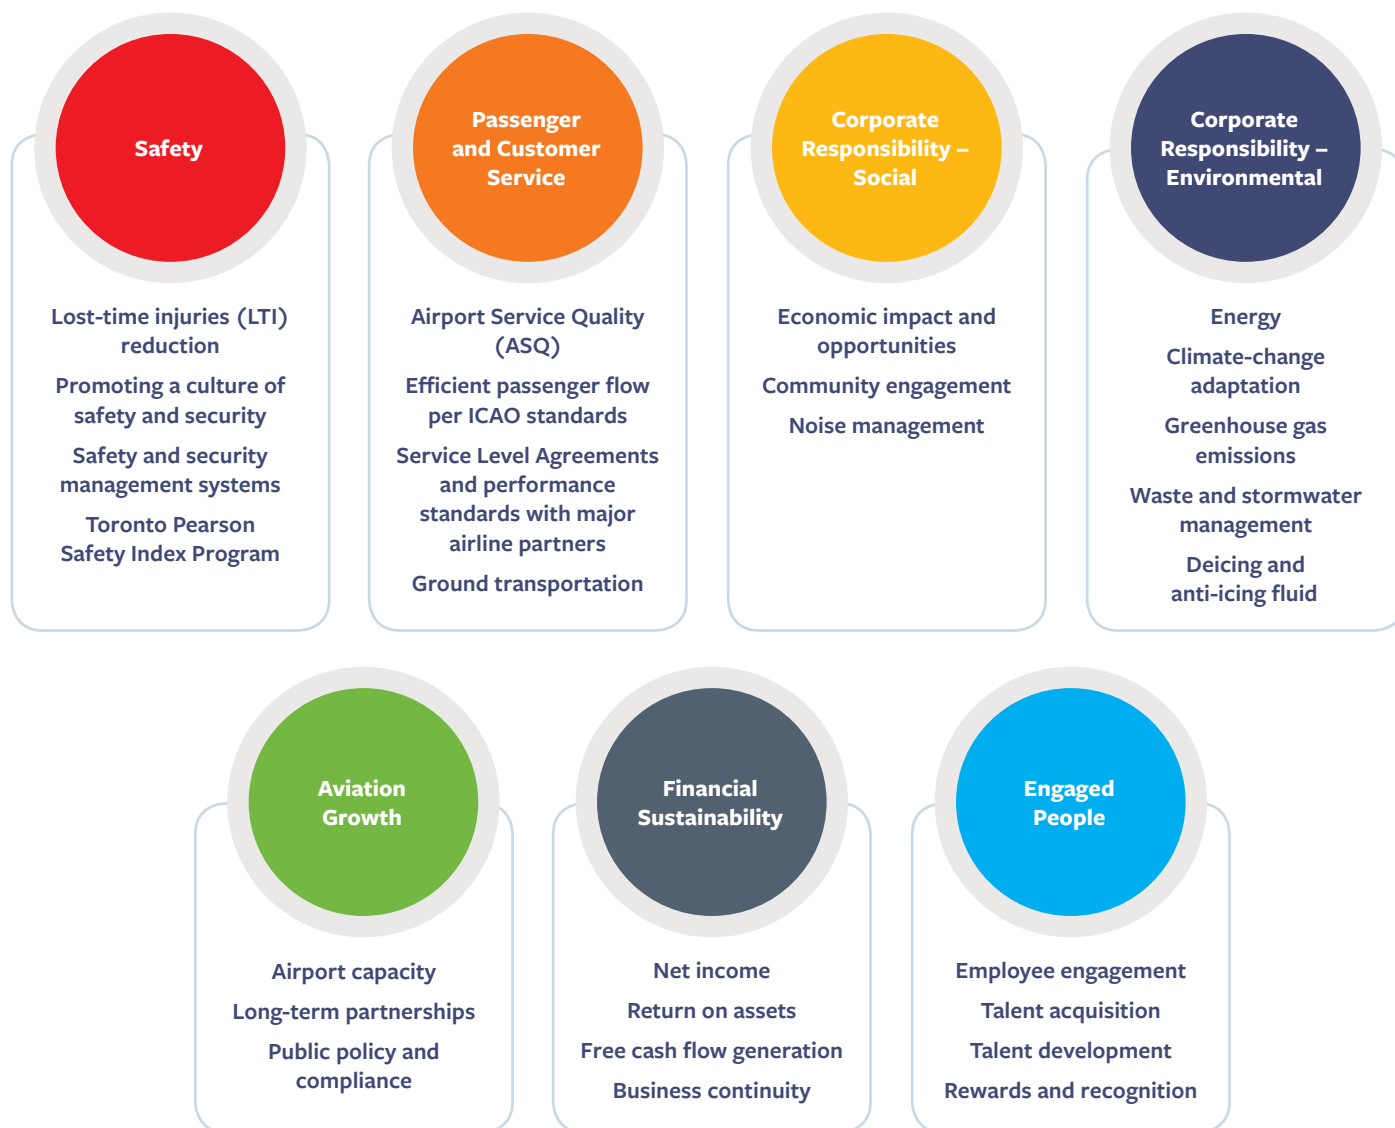 Safety
Lost-time injuries (LTI)
reduction
Promoting a culture of
safety and security
Safety and security
management systems
Toronto Pearson
Safety Index Program
Passenger
and Customer
Service
Airport Service Quality
(ASQ)
Efficient passenger flow
per ICAO standards
Service Level Agreements
and performance
standards with major
airline partners
Ground transportation
Corporate
Responsibility –
Social
Economic impact and
opportunities
Community engagement
Noise management
Corporate
Responsibility –
Environmental
Energy
Climate-change
adaptation
Greenhouse gas
emissions
Waste and stormwater
management
Deicing and
anti-icing fluid
Aviation
Growth
Airport capacity
Long-term partnerships
Public policy and
compliance
Financial
Sustainability
Net income
Return on assets
Free cash flow generation
Business continuity
Engaged
People
Employee engagement
Talent acquisition
Talent development
Rewards and recognition